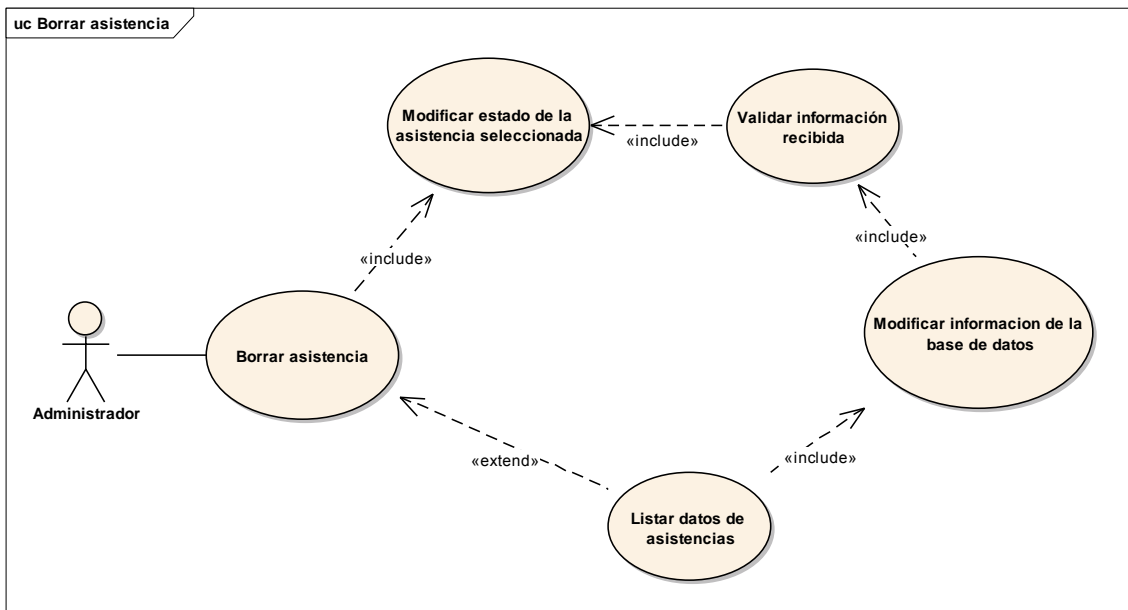 uc Borrar asistencia
Modificar estado de la
asistencia seleccionada
Validar información
recibida
«include»
«include»
«include»
Modificar informacion de la
base de datos
Borrar asistencia
Administrador
«extend»
«include»
Listar datos de
asistencias